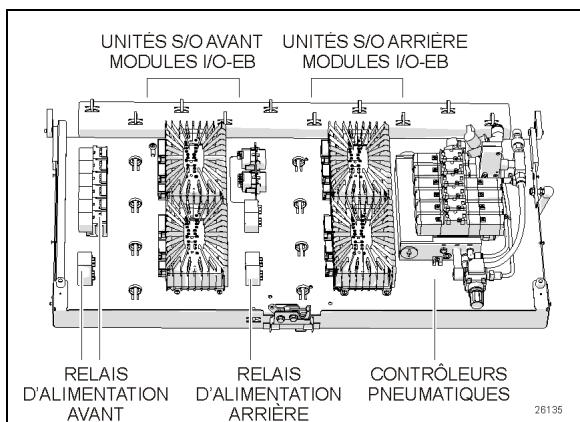 UNITÉS S/O AVANT
MODULES I/O-EB
UNITÉS S/O ARRIÈRE
MODULES I/O-EB
RELAIS
D'ALIMENTATION
AVANT
RELAIS
D'ALIMENTATION
ARRIÈRE
CONTRÔLEURS
PNEUMATIQUES
26135